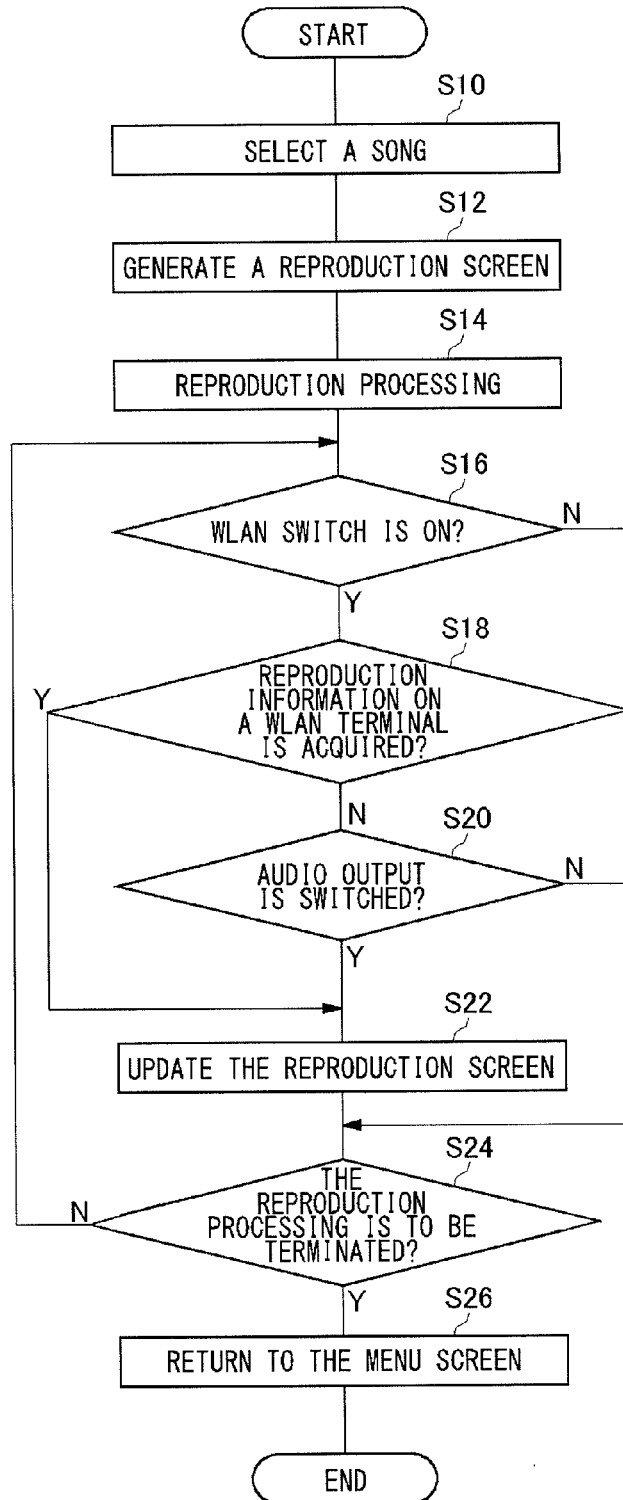 START
S10
SELECT A SONG
S12
GENERATE A REPRODUCTION SCREEN
S14
REPRODUCTION PROCESSING
S16
WLAN SWITCH IS ON?
N
Y
S18
REPRODUCTION
INFORMATION ON
A WLAN TERMINAL
IS ACQUIRED?
Y
N
S20
AUDIO OUTPUT
IS SWITCHED?
N
Y
S22
UPDATE THE REPRODUCTION SCREEN
S24
THE
REPRODUCTION
PROCESSING IS TO BE
TERMINATED?
N
Y
S26
RETURN TO THE MENU SCREEN
END